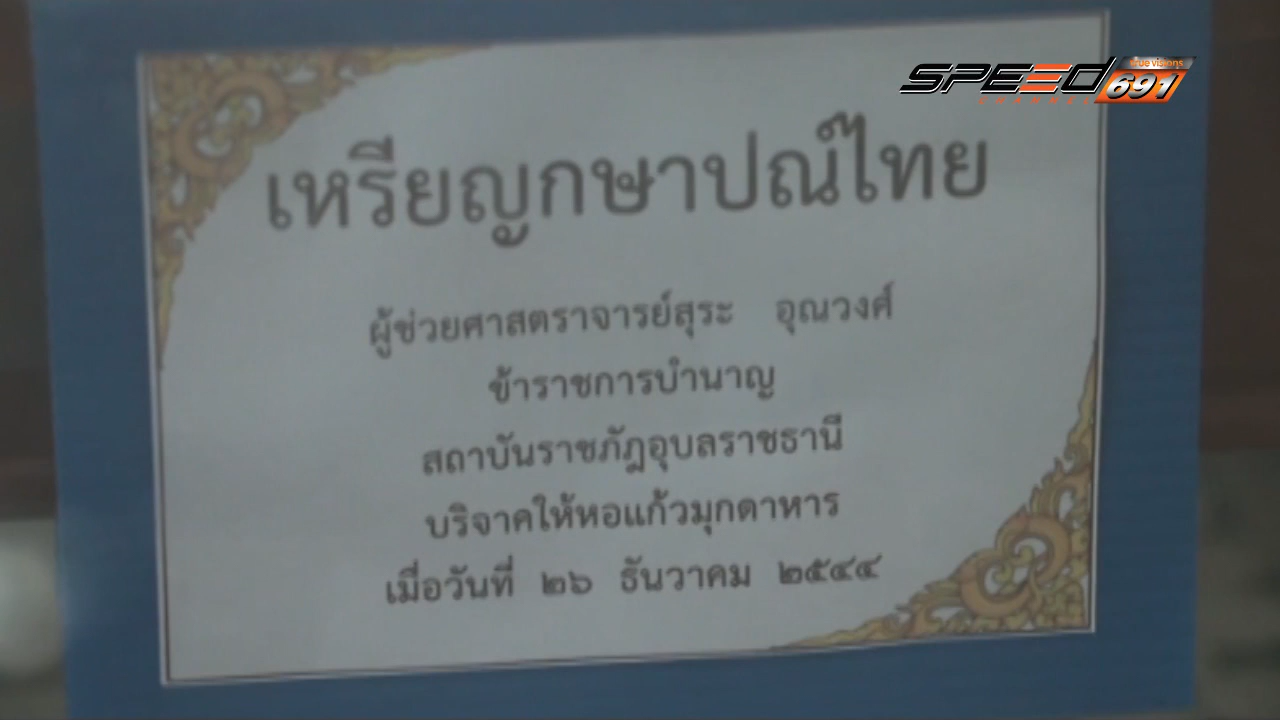 SPEED
true visions
CHANNEL 691
เหรียญกษาปณ์ไทย
ผู้ช่วยศาสตราจารย์สุระ อุณวงศ์
ข้าราชการบำนาญ
สถาบันราชภัฏอุบลราชธานี
บริจาคให้หอแก้วมุกดาหาร
เมื่อวันที่ ๒๖ ธันวาคม ๒๕๔๔